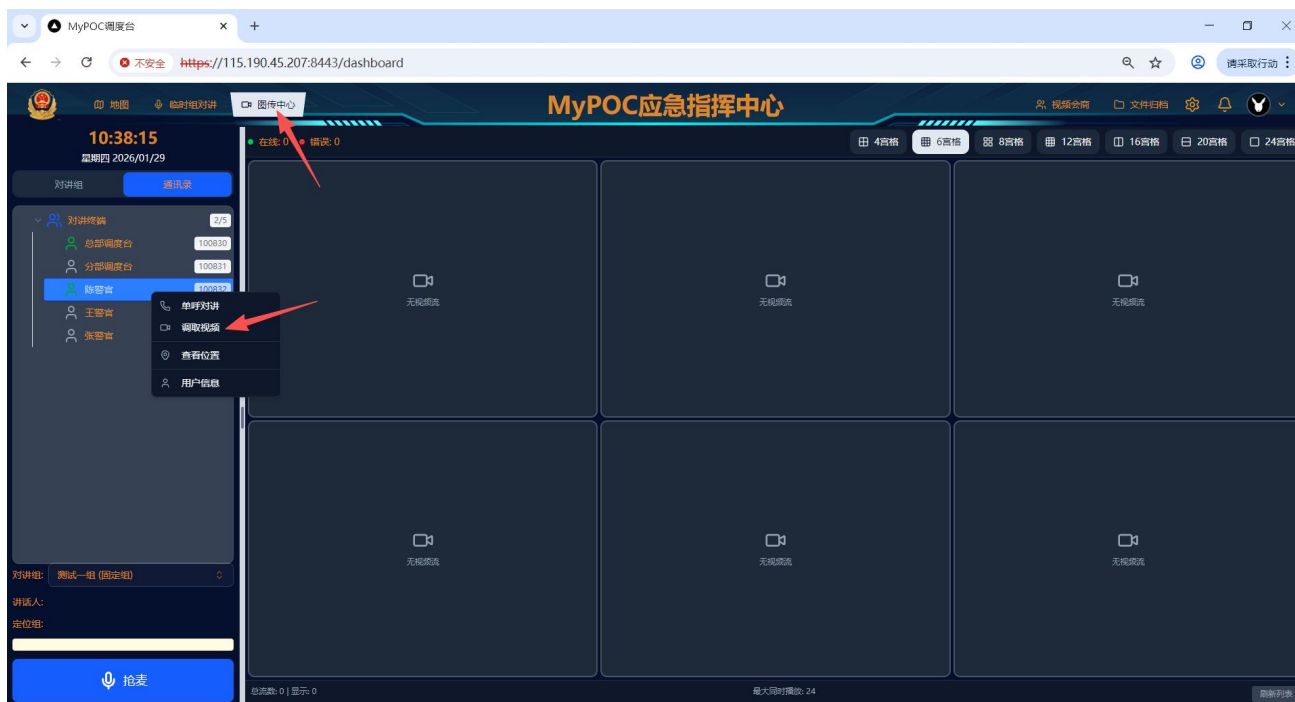 MyPOC调度台
不安全 https://115.190.45.207:8443/dashboard 请采取行动
地图 临时组对讲 图传中心 MyPOC应急指挥中心 视频会商 文件归档
10:38:15
星期四 2026/01/29
在线: 0 错误: 0 4宫格 6宫格 8宫格 12宫格 16宫格 20宫格 24宫格
对讲组 通讯录
对讲终端 2/5
总部调度台 100830
分部调度台 100831
陈警官 100832
王警官
张警官
单呼对讲
调取视频
查看位置
用户信息
无视频流 无视频流 无视频流
无视频流 无视频流 无视频流
对讲组: 测试一组 (固定组)
讲话人:
定位组:
抢麦
总流数: 0 | 显示: 0 最大同时播放: 24 刷新列表